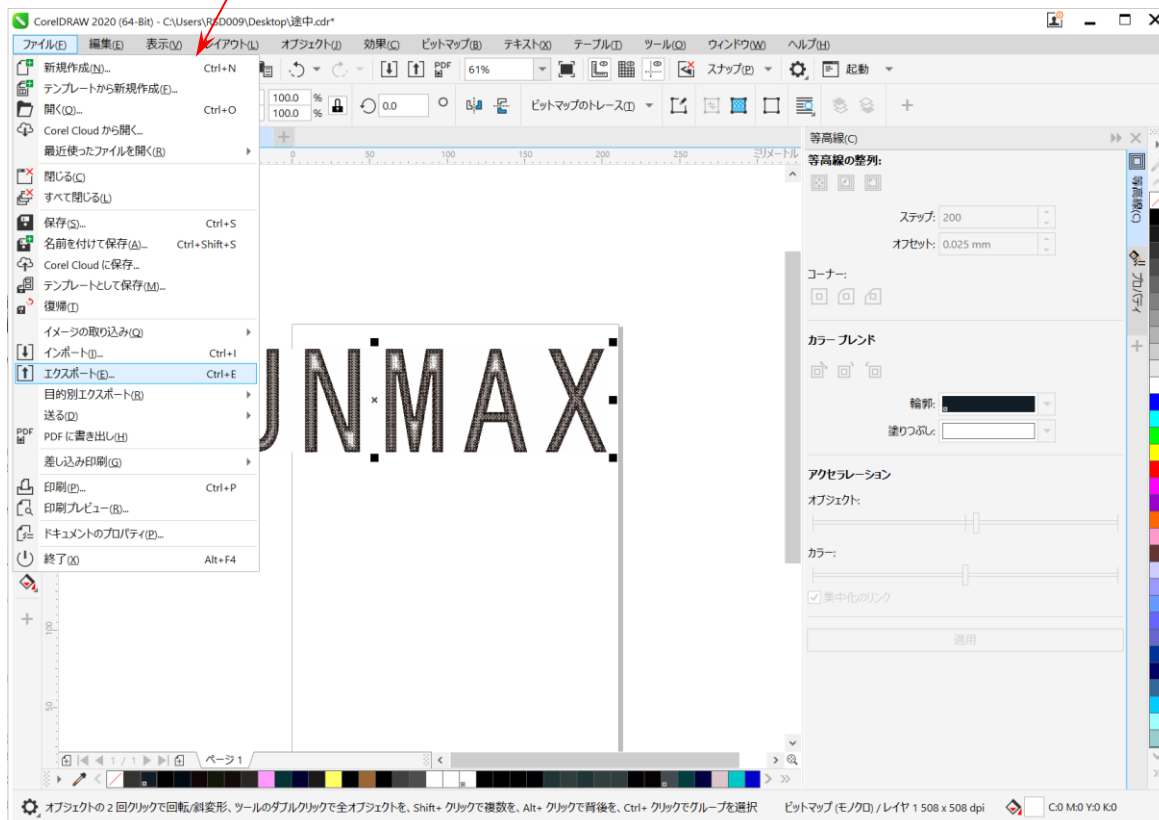 CorelDRAW 2020 (64-Bit) - C:\Users\RSD009\Desktop\途中.cdr*
ファイル(F) 編集(E) 表示(V) レイアウト(L) オブジェクト(J) 効果(C) ビットマップ(B) テキスト(X) テーブル(T) ツール(O) ウィンドウ(W) ヘルプ(H)
PDF 61% スナップ(P) 起動
100.0 %
100.0 %
0.0 ビットマップのトレース(T)
新規作成(N)... Ctrl+N
テンプレートから新規作成(F)...
開く(O)... Ctrl+O
Corel Cloud から開く...
最近使ったファイルを開く(R)
閉じる(C)
すべて閉じる(L)
保存(S)... Ctrl+S
名前を付けて保存(A)... Ctrl+Shift+S
Corel Cloud に保存...
テンプレートとして保存(M)...
復帰(T)
イメージの取り込み(Q)
インポート(I)... Ctrl+I
エクスポート(E)... Ctrl+E
目的別エクスポート(R)
送る(D)
PDF PDF に書き出し(H)
差し込み印刷(G)
印刷(P)... Ctrl+P
印刷プレビュー(R)...
ドキュメントのプロパティ(P)...
終了(X) Alt+F4
0 50 100 150 200 250 ミリメートル
UNMAX
50
0
1 / 1 ページ 1
等高線(C)
等高線の整列:
ステップ: 200
オフセット: 0.025 mm
コーナー:
カラー ブレンド
輪郭:
塗りつぶし:
アクセラレーション
オブジェクト:
カラー:
集中化のリンク
適用
等高線(C)
プロパティ
オブジェクトの 2 回クリックで回転/斜変形、ツールのダブルクリックで全オブジェクトを、Shift+ クリックで複数を、Alt+ クリックで背後を、Ctrl+ クリックでグループを選択 ビットマップ (モノクロ) / レイヤ 1 508 x 508 dpi C:0 M:0 Y:0 K:0